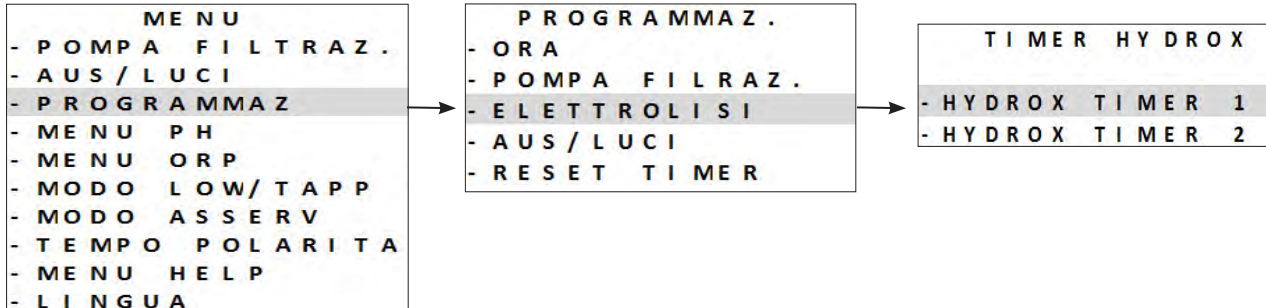 MENU
- POMPA FILTRAZ.
- AUS/LUCI
- PROGRAMMAZ
- MENU PH
- MENU ORP
- MODO LOW/TAPP
- MODO ASSERV
- TEMPO POLARITA
- MENU HELP
- LINGUA
PROGRAMMAZ.
- ORA
- POMPA FILRAZ.
- ELETTROLISI
- AUS/LUCI
- RESET TIMER
TIMER HYDROX
- HYDROX TIMER 1
- HYDROX TIMER 2